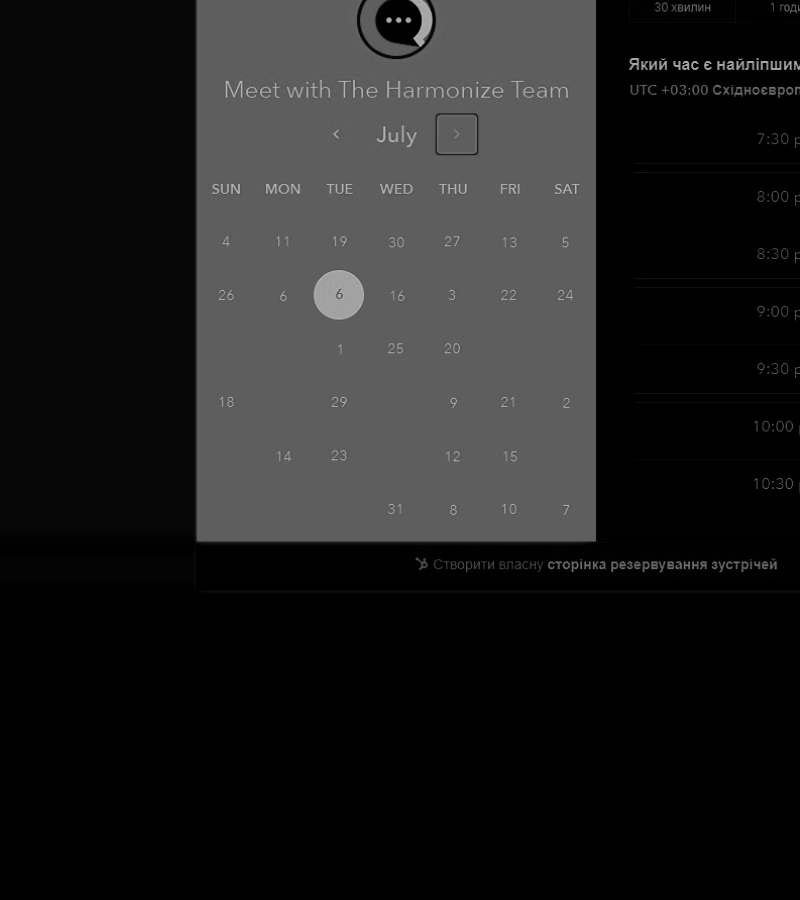 30 хвилин 1 годи
Meet with The Harmonize Team
Який час є найліпшим
UTC +03:00 Східноєвроп
July
7:30 p
SUN MON TUE WED THU FRI SAT
8:00 p
4 11 19 30 27 13 5
8:30 p
26 6 6 16 3 22 24
9:00 p
1 25 20
9:30 p
18 29 9 21 2
10:00 p
14 23 12 15
10:30 p
31 8 10 7
Створити власну сторінка резервування зустрічей